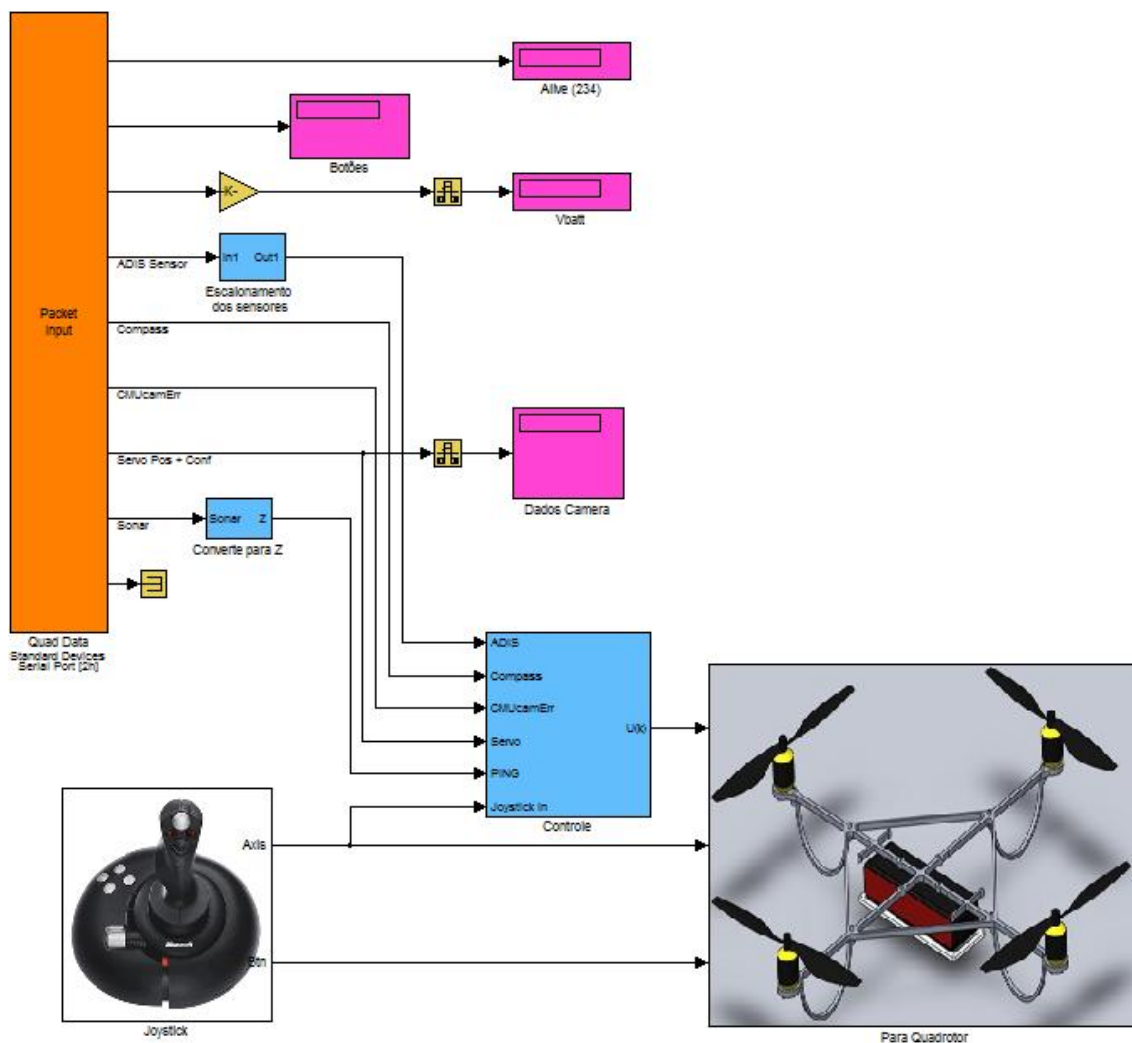 Alive (234)
Botões
-K-
Vbatt
ADIS Sensor
In1 Out1
Escalonamento
dos sensores
Packet
Input
Compass
CMUcamErr
Servo Pos + Conf
Dados Camera
Sonar
Sonar Z
Converte para Z
Quad Data
Standard Devices
Serial Port [2h]
ADIS
Compass
CMUcamErr
U(k)
Servo
PING
Joystick In
Controle
Axis
Btn
Joystick
Para Quadrotor